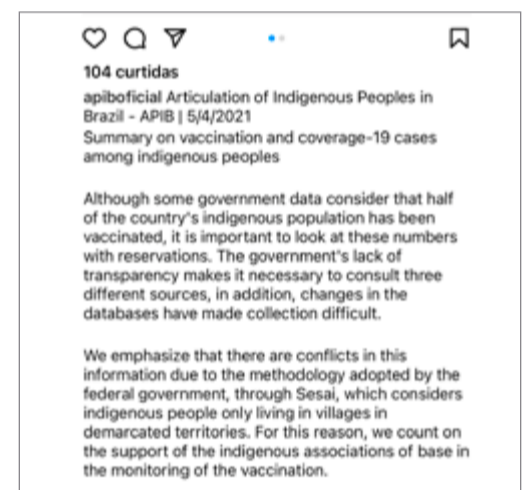 104 curtidas
apiboficial Articulation of Indigenous Peoples in
Brazil - APIB | 5/4/2021
Summary on vaccination and coverage-19 cases
among indigenous peoples
Although some government data consider that half
of the country's indigenous population has been
vaccinated, it is important to look at these numbers
with reservations. The government's lack of
transparency makes it necessary to consult three
different sources, in addition, changes in the
databases have made collection difficult.
We emphasize that there are conflicts in this
information due to the methodology adopted by the
federal government, through Sesai, which considers
indigenous people only living in villages in
demarcated territories. For this reason, we count on
the support of the indigenous associations of base in
the monitoring of the vaccination.